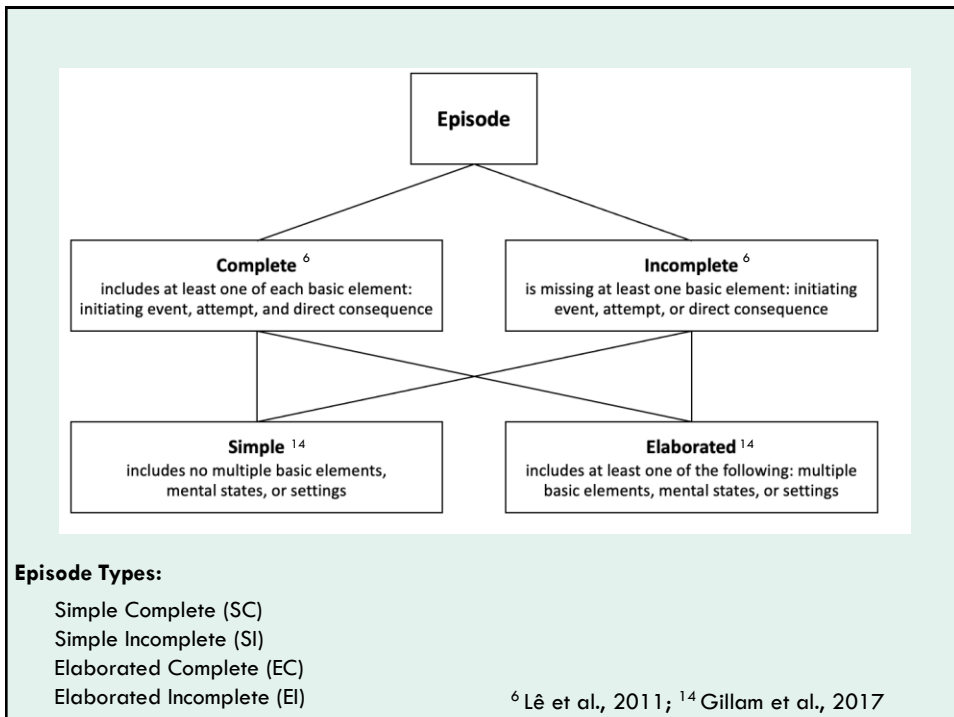 Episode
Complete 6
includes at least one of each basic element:
initiating event, attempt, and direct consequence
Incomplete 6
is missing at least one basic element: initiating
event, attempt, or direct consequence
Simple 14
includes no multiple basic elements,
mental states, or settings
Elaborated 14
includes at least one of the following: multiple
basic elements, mental states, or settings
Episode Types:
Simple Complete (SC)
Simple Incomplete (SI)
Elaborated Complete (EC)
Elaborated Incomplete (EI)
6 Lê et al., 2011; 14 Gillam et al., 2017